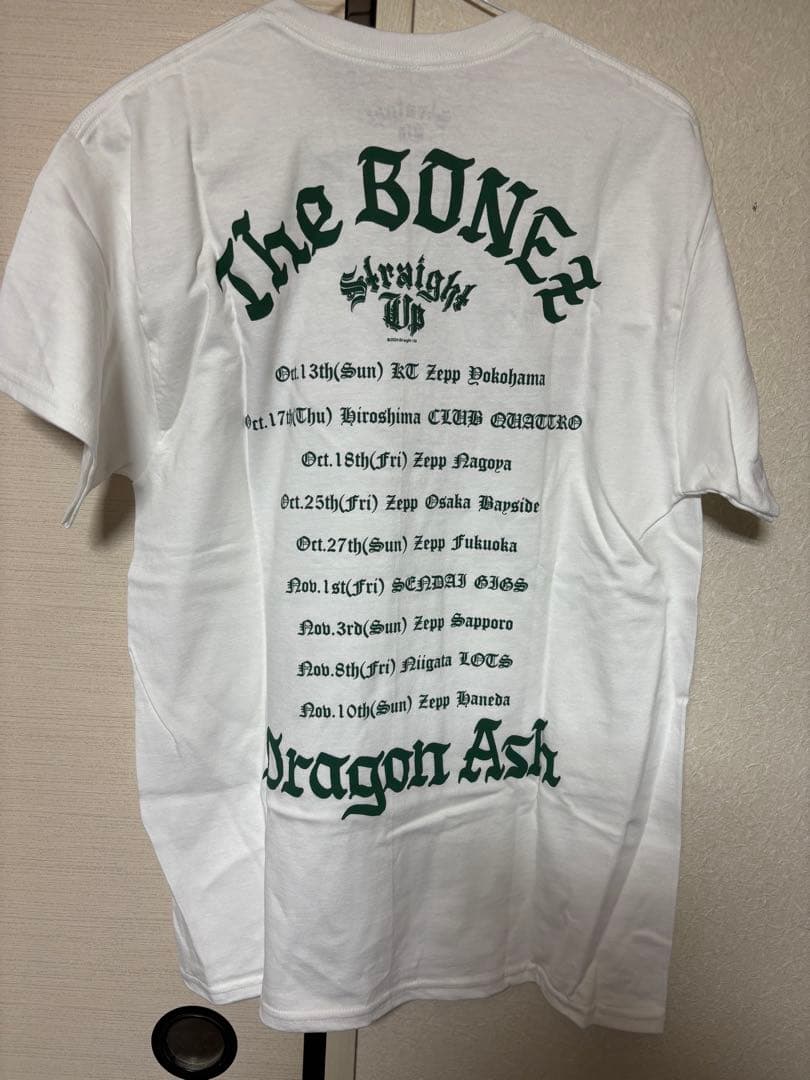 The BONEZ
Straight
Up
Oct.13th(Sun) KT Zepp Yokohama
Oct.17th(Thu) Hiroshima CLUB QUATTRO
Oct.18th(Fri) Zepp Nagoya
Oct.25th(Fri) Zepp Osaka Bayside
Oct.27th(Sun) Zepp Fukuoka
Nov.1st(Fri) SENDAI GIGS
Nov.3rd(Sun) Zepp Sapporo
Nov.8th(Fri) Niigata LOTS
Nov.10th(Sun) Zepp Haneda
Dragon Ash